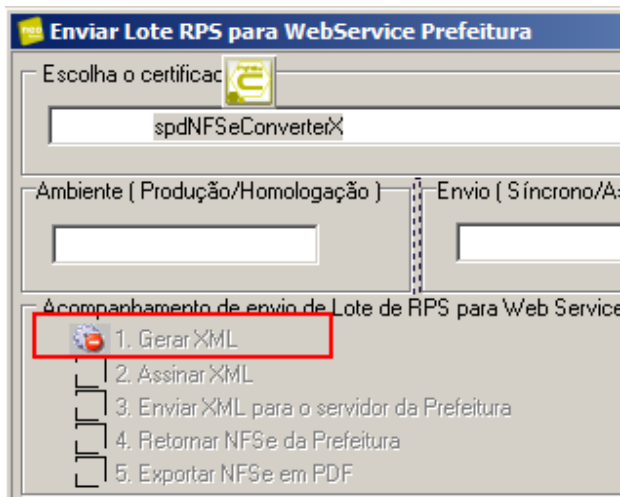 Enviar Lote RPS para WebService Prefeitura
Escolha o certificad
spdNFSeConverterX
Ambiente ( Produção/Homologação )
Envio ( Síncrono/A
Acompanhamento de envio de Lote de RPS para Web Service
1. Gerar XML
2. Assinar XML
3. Enviar XML para o servidor da Prefeitura
4. Retornar NFSe da Prefeitura
5. Exportar NFSe em PDF